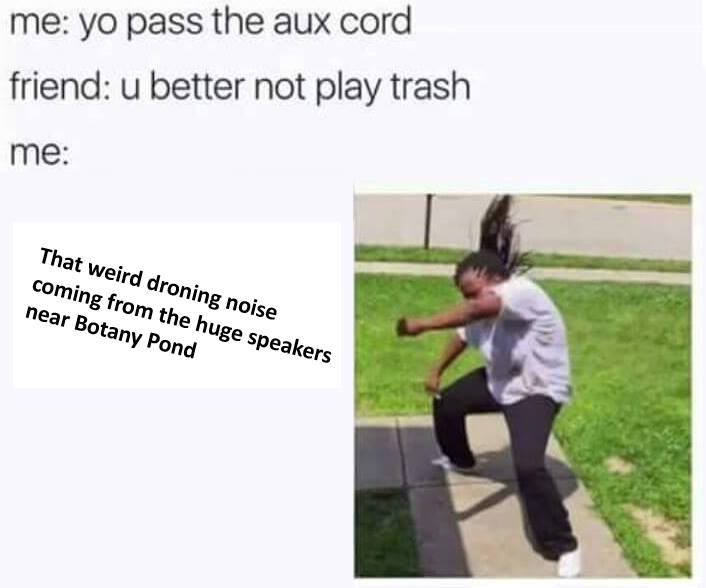 me: yo pass the aux cord
friend: u better not play trash
me:
That weird droning noise
coming from the huge speakers
near Botany Pond